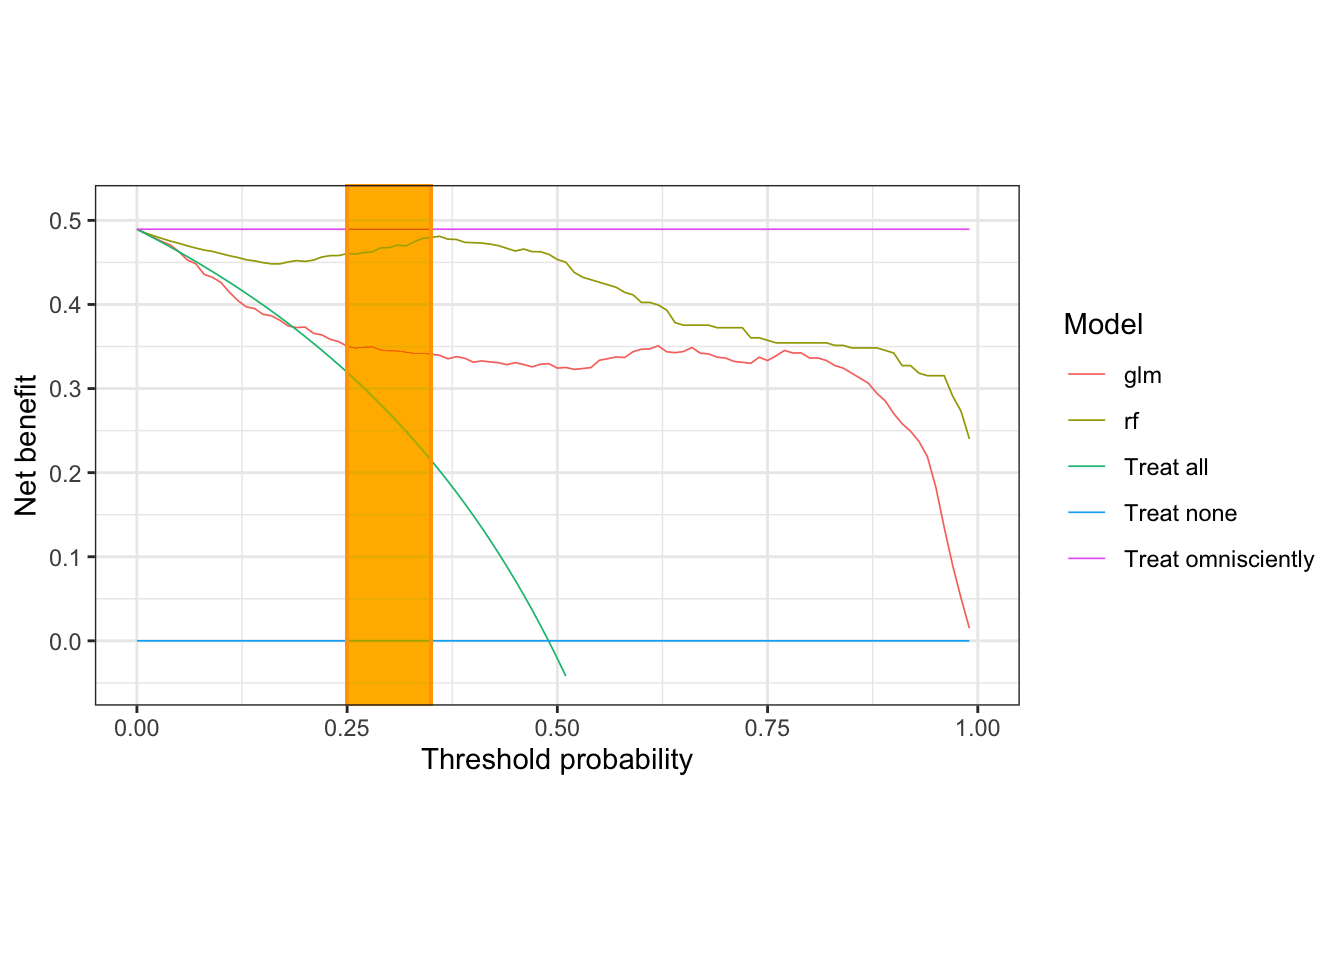 Net benefit
0.5
0.4
0.3
0.2
0.1
0.0
0.00
0.25
0.50
0.75
1.00
Threshold probability
Model
glm
rf
Treat all
Treat none
Treat omnisciently